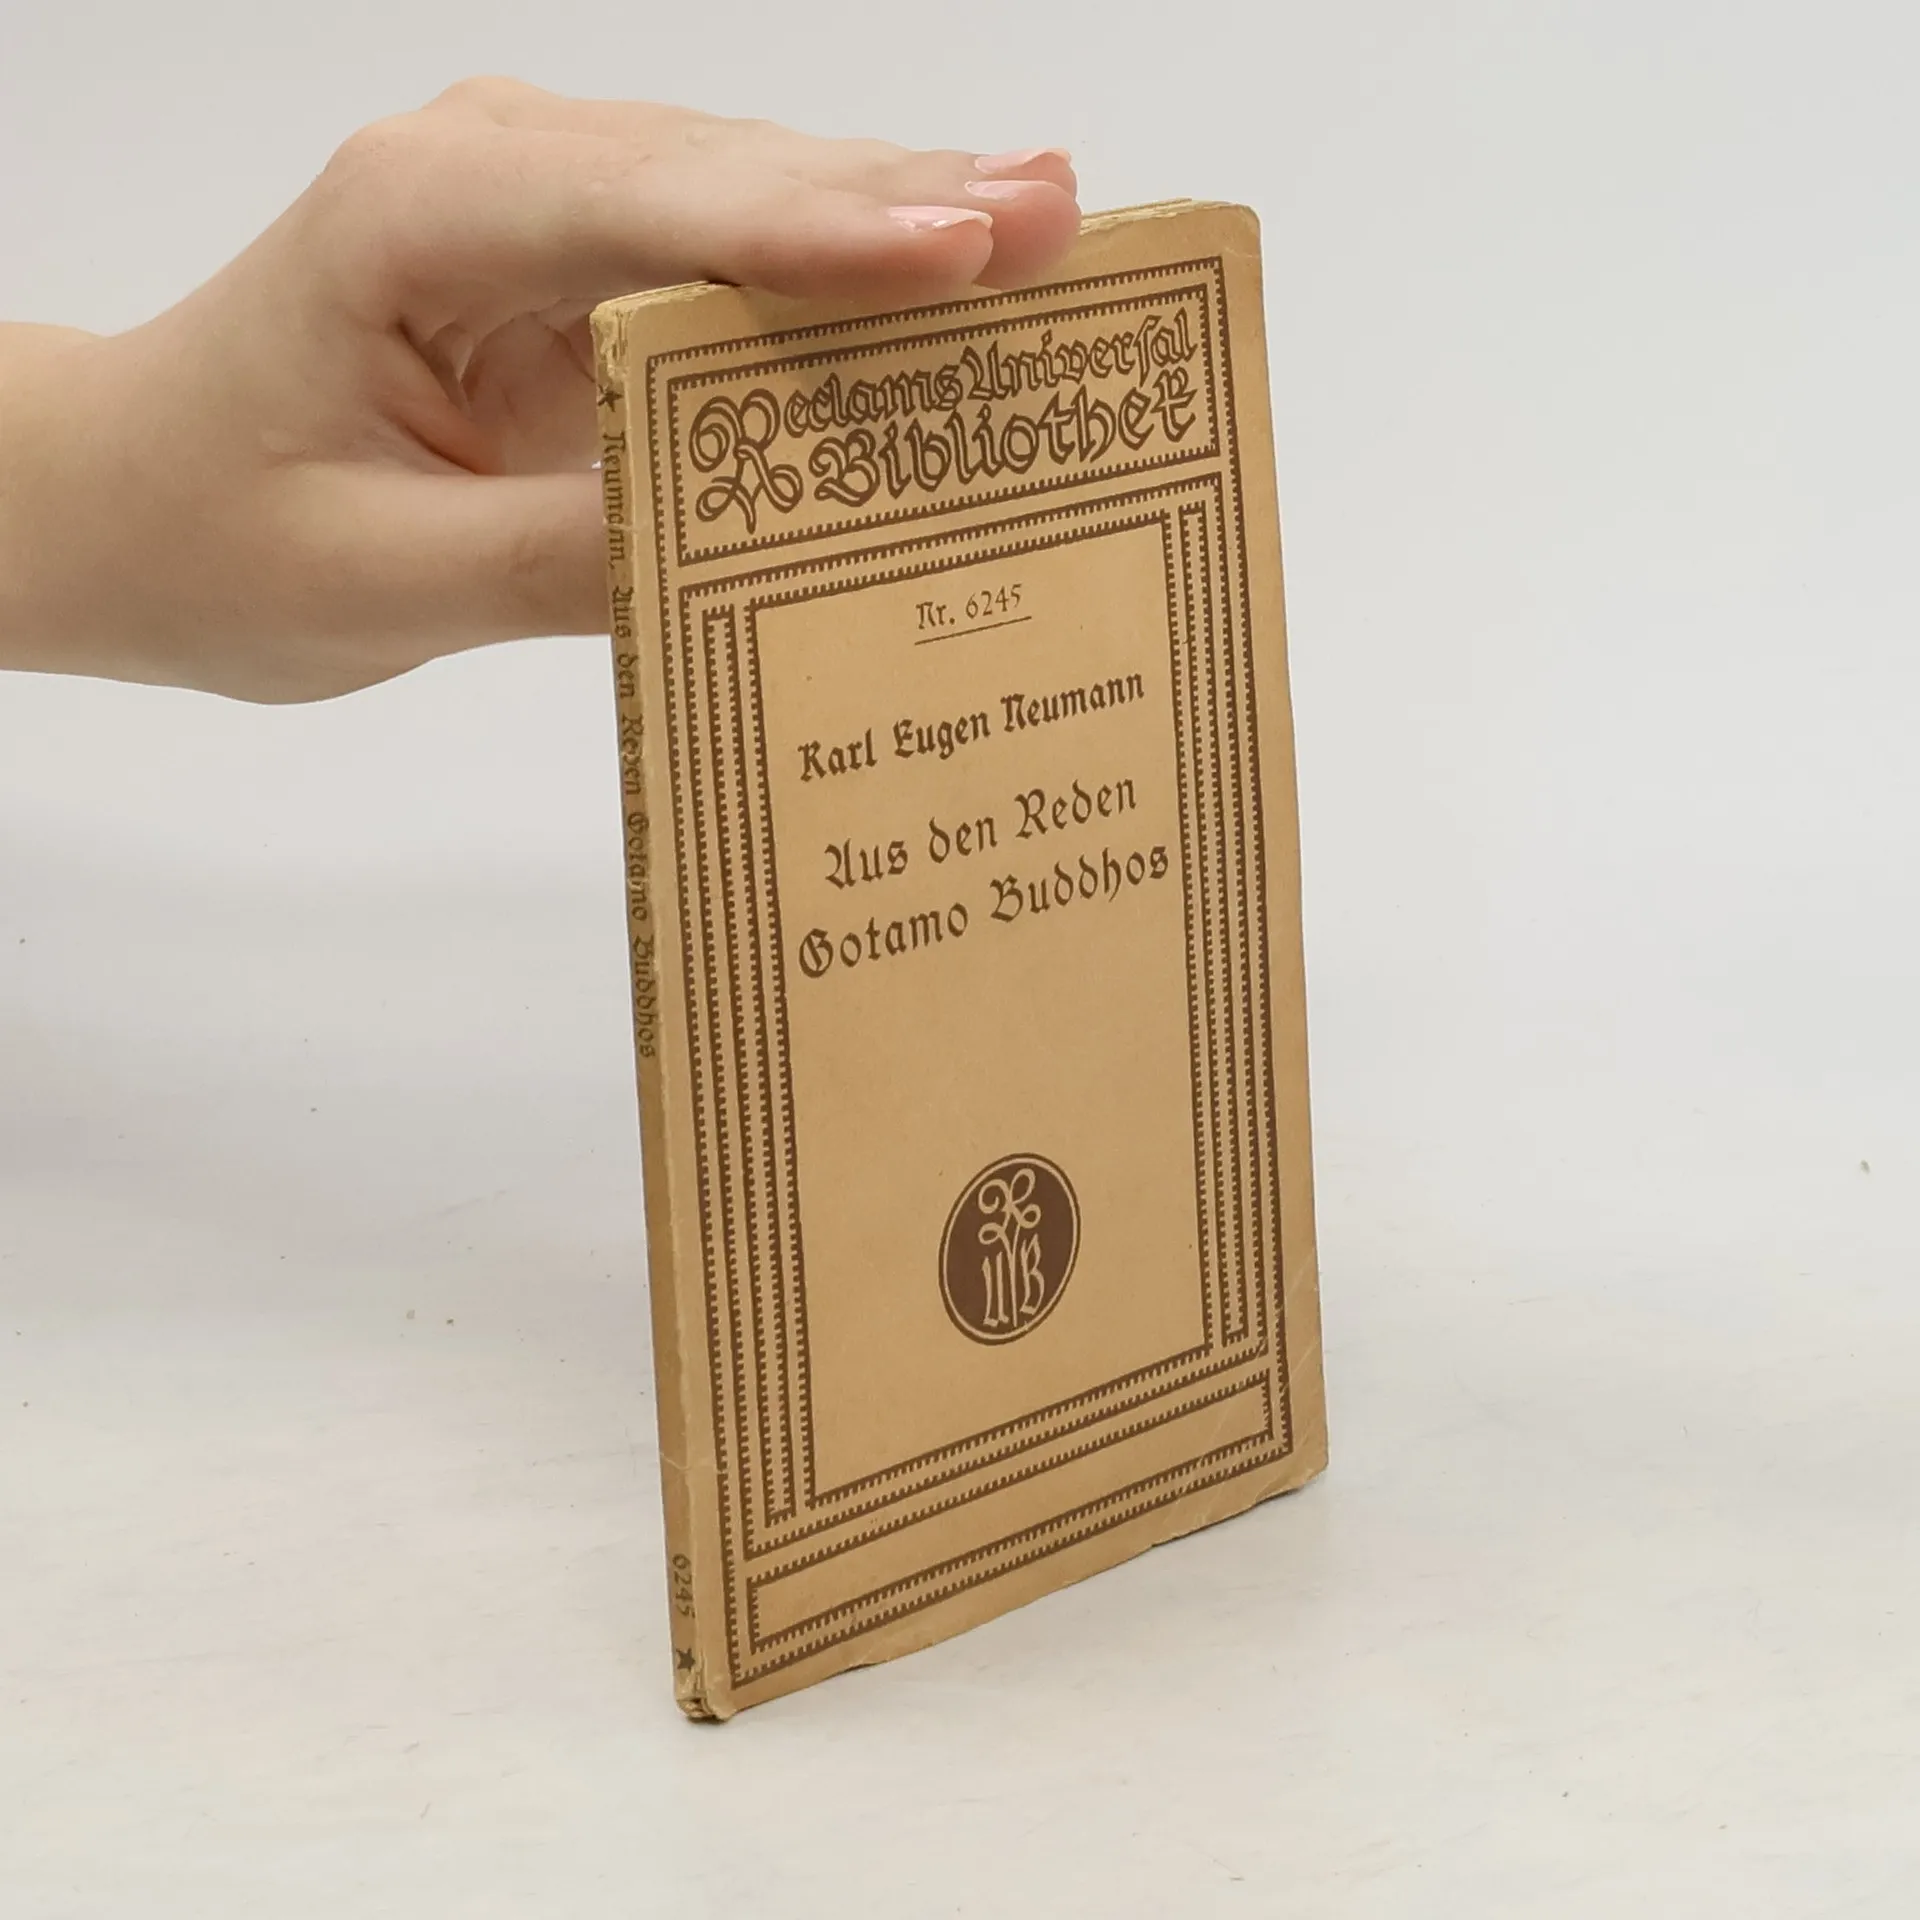 Reclams Universal
Bibliothek
Nr. 6245
Karl Eugen Neumann
Aus den Reden
Gotamo Buddhos
R
U B
★ Neumann, Aus den Reden Gotamo Buddhos
6245 ★